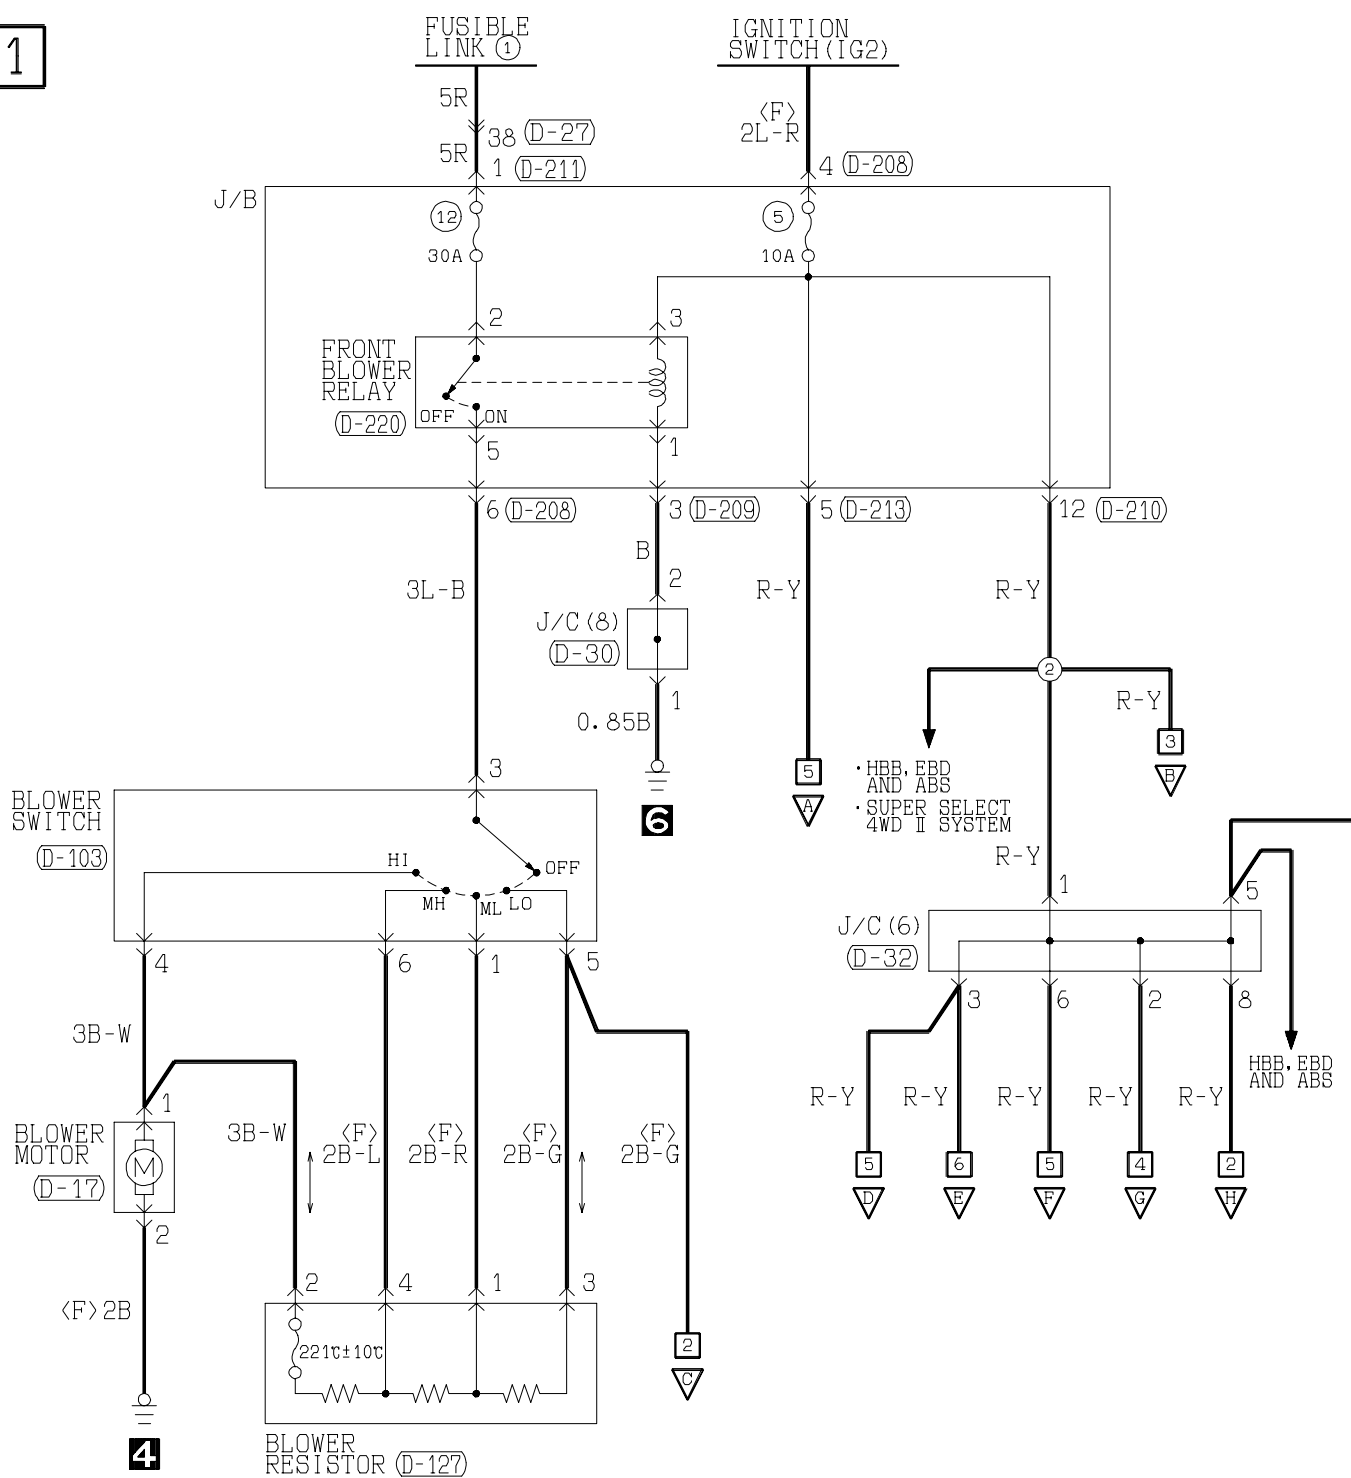 1
FUSIBLE
LINK ①
IGNITION
SWITCH(IG2)
5R
<F>
2L-R
38 (D-27)
5R
1 (D-211)
4 (D-208)
J/B
12
5
30A
10A
2
3
FRONT
BLOWER
RELAY
(D-220)
OFF
ON
5
1
6 (D-208)
3 (D-209)
5 (D-213)
12 (D-210)
B
2
3L-B
R-Y
R-Y
J/C(8)
(D-30)
2
1
R-Y
0.85B
3
3
5
B
A
·HBB,EBD
AND ABS
·SUPER SELECT
4WD Ⅱ SYSTEM
6
BLOWER
SWITCH
(D-103)
R-Y
HI
OFF
MH
ML
LO
1
5
J/C(6)
(D-32)
4
6
1
5
3
6
2
8
3B-W
HBB,EBD
AND ABS
R-Y
R-Y
R-Y
R-Y
R-Y
1
BLOWER
MOTOR
(D-17)
M
3B-W
<F>
2B-L
<F>
2B-R
<F>
2B-G
<F>
2B-G
5
6
5
4
2
D
E
F
G
H
2
2
4
1
3
<F>2B
221℃±10℃
2
C
4
BLOWER
RESISTOR (D-127)